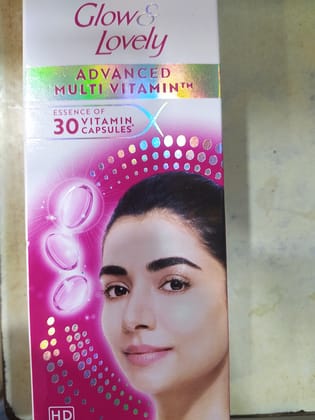 Glow &
Lovely
ADVANCED
MULTI VITAMIN™
ESSENCE OF
30 VITAMIN
CAPSULES*
HD